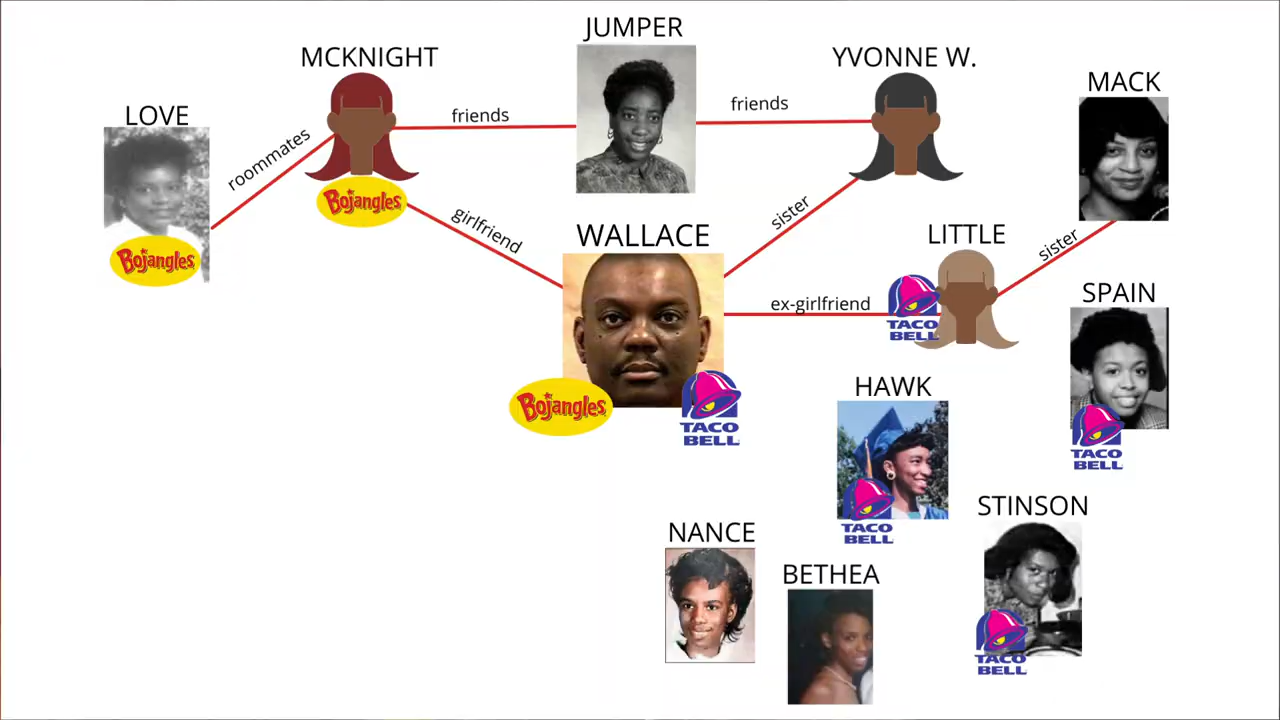 JUMPER
MCKNIGHT
YVONNE W.
MACK
LOVE
friends
friends
roommates
Bojangles
girlfriend
sister
WALLACE
LITTLE
sister
Bojangles
ex-girlfriend
TACO
BELL
SPAIN
HAWK
Bojangles
TACO
BELL
TACO
BELL
STINSON
TACO
BELL
NANCE
BETHEA
TACO
BELL